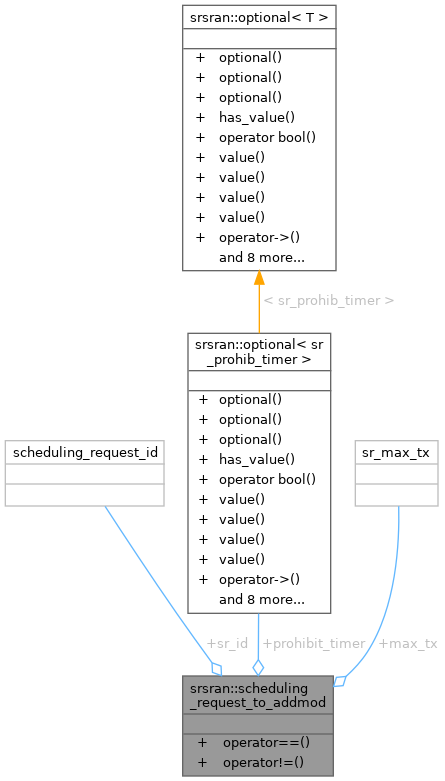 srsran::optional< T >
+ optional()
+ optional()
+ optional()
+ has_value()
+ operator bool()
+ value()
+ value()
+ value()
+ value()
+ operator->()
and 8 more...
< sr_prohib_timer >
srsran::optional< sr
_prohib_timer >
+ optional()
+ optional()
+ optional()
+ has_value()
+ operator bool()
+ value()
+ value()
+ value()
+ value()
+ operator->()
and 8 more...
scheduling_request_id
sr_max_tx
+sr_id
+prohibit_timer
+max_tx
srsran::scheduling
_request_to_addmod
+ operator==()
+ operator!=()